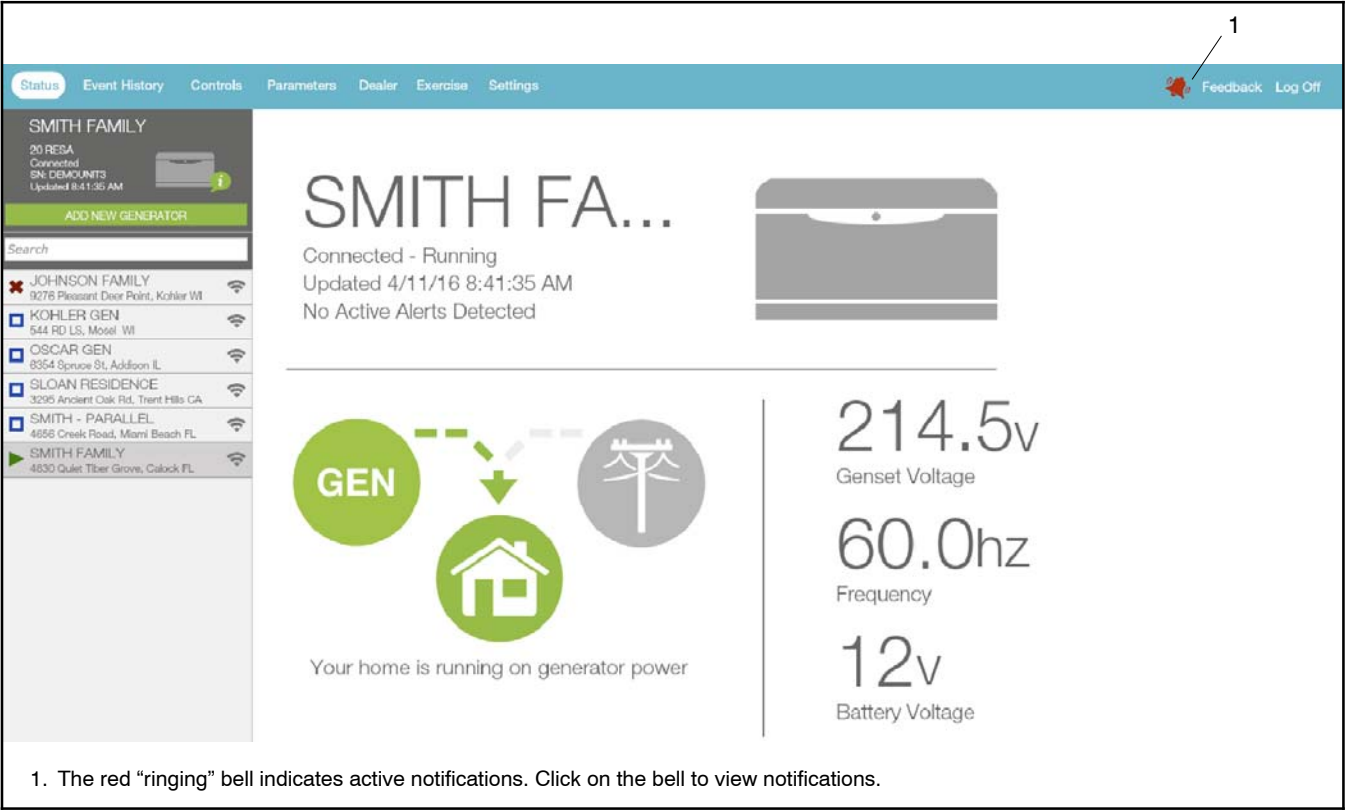 1
Status Event History Controls Parameters Dealer Exercise Settings Feedback Log Off
SMITH FAMILY
20 RESA
Connected
SN: DEMOUNIT3
Updated 8:41:35 AM
i
ADD NEW GENERATOR
Search
JOHNSON FAMILY
9276 Pleasant Deer Point, Kohler WI
KOHLER GEN
544 RD LS, Mosel WI
OSCAR GEN
6354 Spruce St, Addison IL
SLOAN RESIDENCE
3295 Ancient Oak Rd, Trent Hills CA
SMITH - PARALLEL
4656 Creek Road, Miami Beach FL
SMITH FAMILY
4830 Quiet Tiber Grove, Calock FL
SMITH FA...
Connected - Running
Updated 4/11/16 8:41:35 AM
No Active Alerts Detected
GEN
Your home is running on generator power
214.5v
Genset Voltage
60.0hz
Frequency
12v
Battery Voltage
1. The red “ringing” bell indicates active notifications. Click on the bell to view notifications.